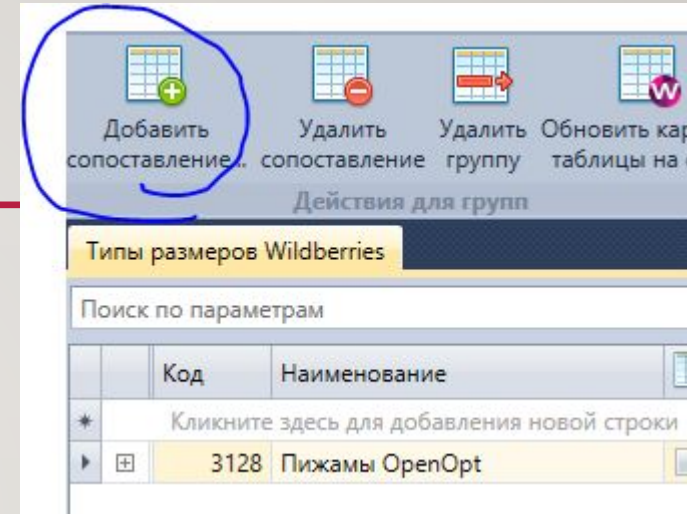 Добавить
сопоставление...
Удалить
сопоставление
Удалить
группу
Обновить
таблицы на
Действия для групп
Типы размеров Wildberries
Поиск по параметрам
Код Наименование
Кликните здесь для добавления новой строки
3128 Пижамы OpenOpt